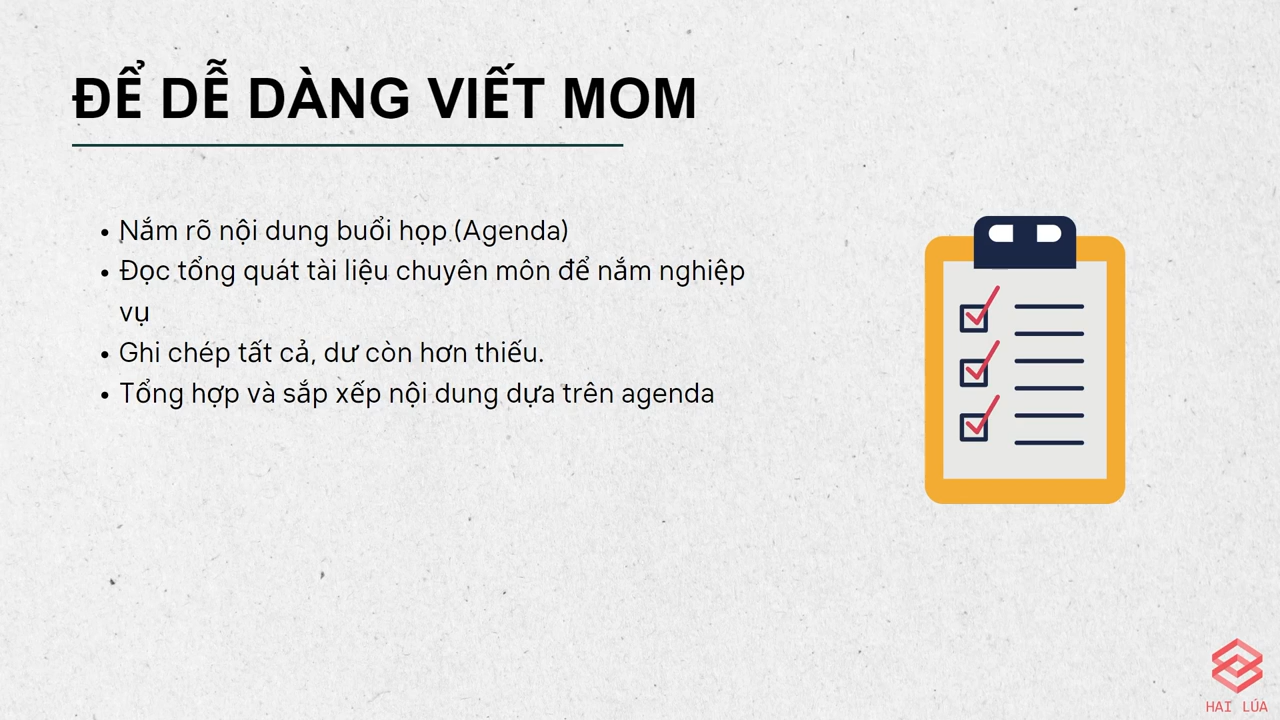 ĐỂ DỄ DÀNG VIẾT MOM
• Nắm rõ nội dung buổi họp (Agenda)
• Đọc tổng quát tài liệu chuyên môn để nắm nghiệp
vụ
• Ghi chép tất cả, dư còn hơn thiếu.
• Tổng hợp và sắp xếp nội dung dựa trên agenda
HAI LÚA